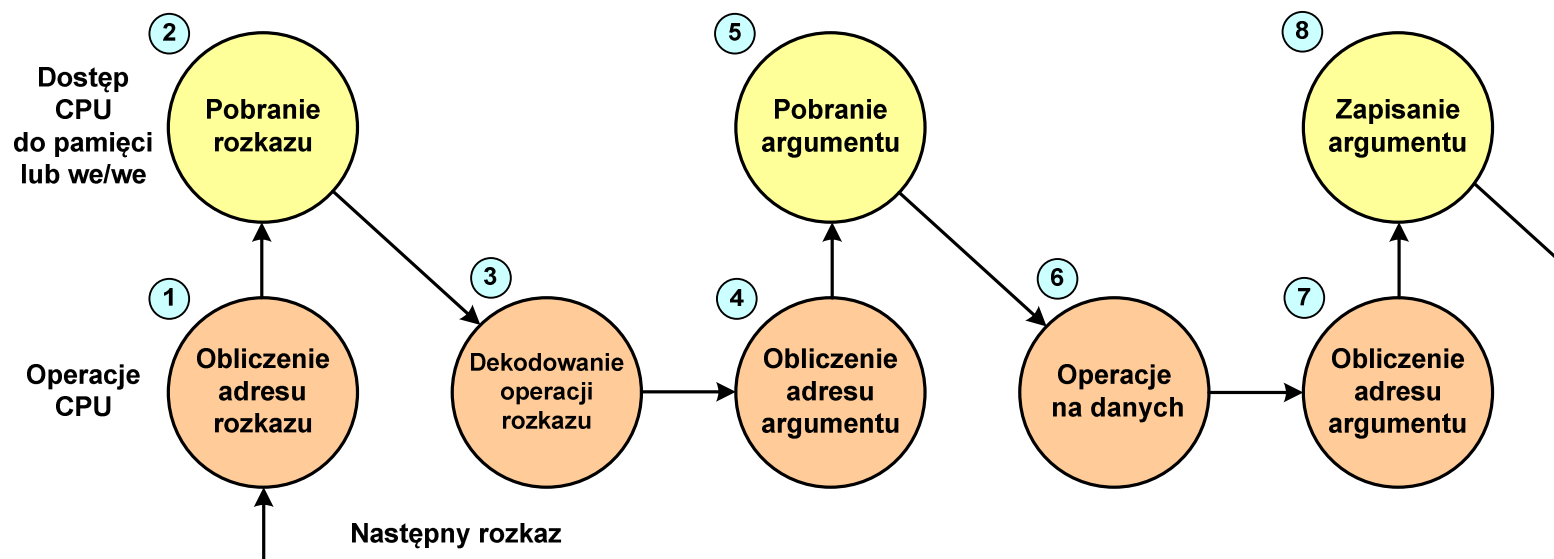 2
5
8
Dostęp
CPU
do pamięci
lub we/we
Pobranie
rozkazu
Pobranie
argumentu
Zapisanie
argumentu
1
3
4
6
7
Operacje
CPU
Obliczenie
adresu
rozkazu
Dekodowanie
operacji
rozkazu
Obliczenie
adresu
argumentu
Operacje
na danych
Obliczenie
adresu
argumentu
Następny rozkaz